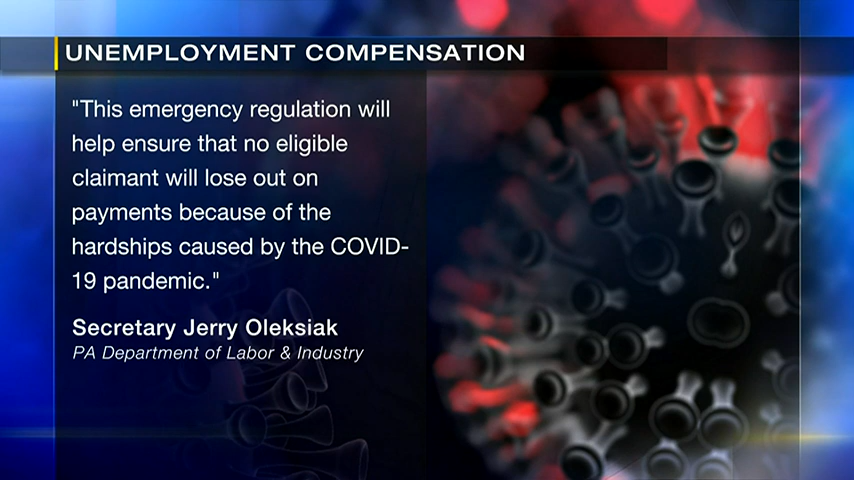 UNEMPLOYMENT COMPENSATION
"This emergency regulation will
help ensure that no eligible
claimant will lose out on
payments because of the
hardships caused by the COVID-
19 pandemic."
Secretary Jerry Oleksiak
PA Department of Labor & Industry